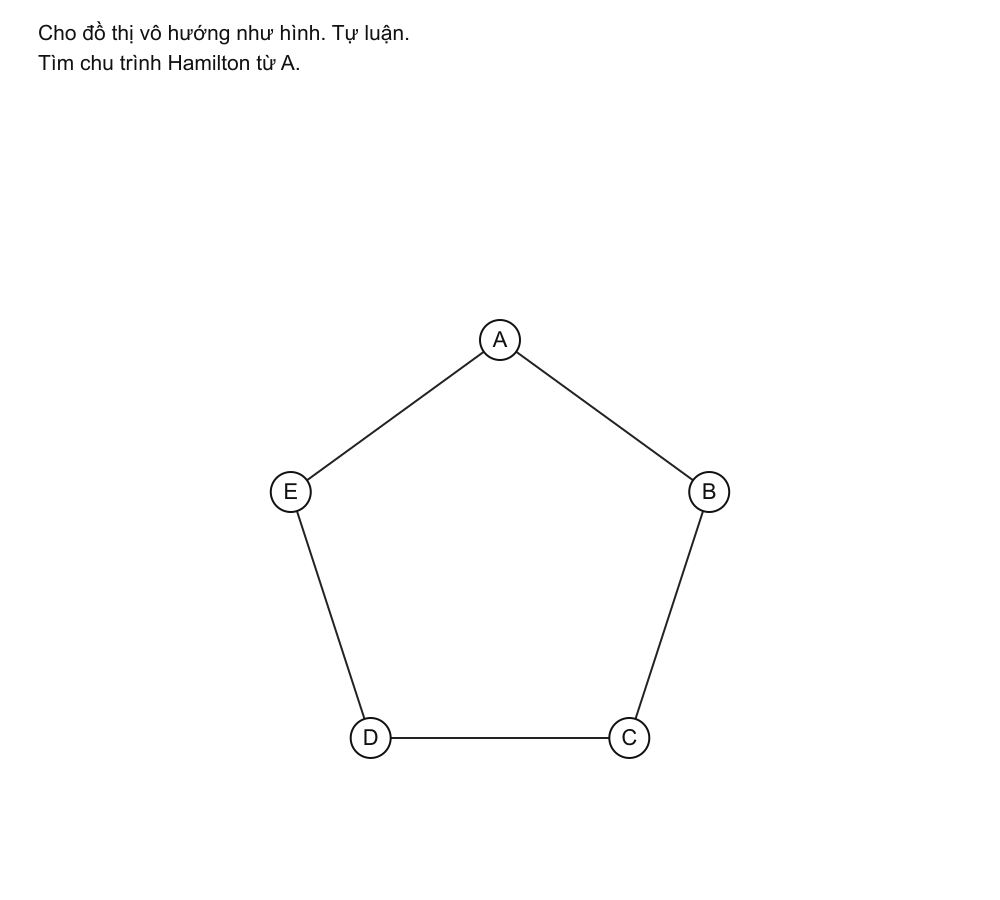 Cho đồ thị vô hướng như hình. Tự luận.
Tìm chu trình Hamilton từ A.
A
E
B
D
C